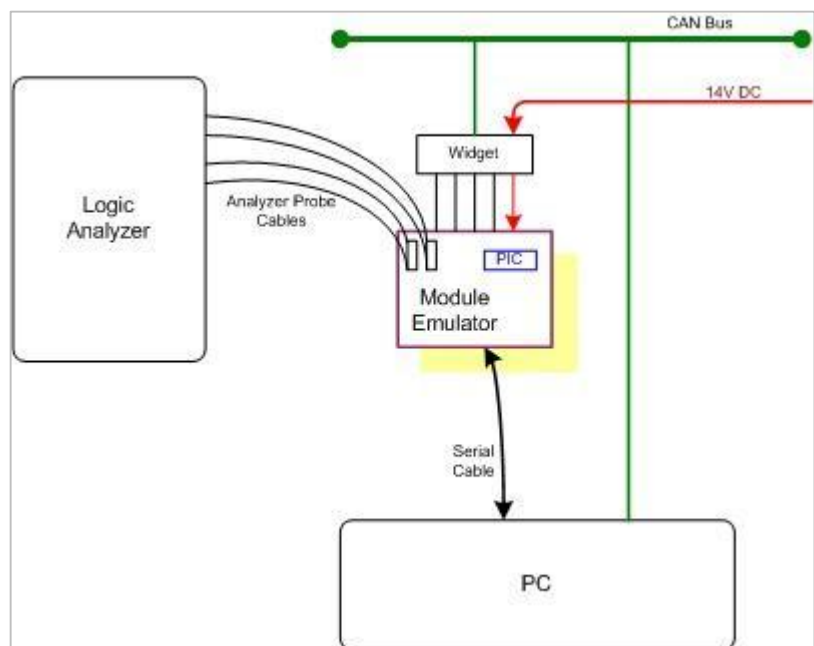 CAN Bus
14V DC
Widget
Logic
Analyzer
Analyzer Probe
Cables
PIC
Module
Emulator
Serial
Cable
PC